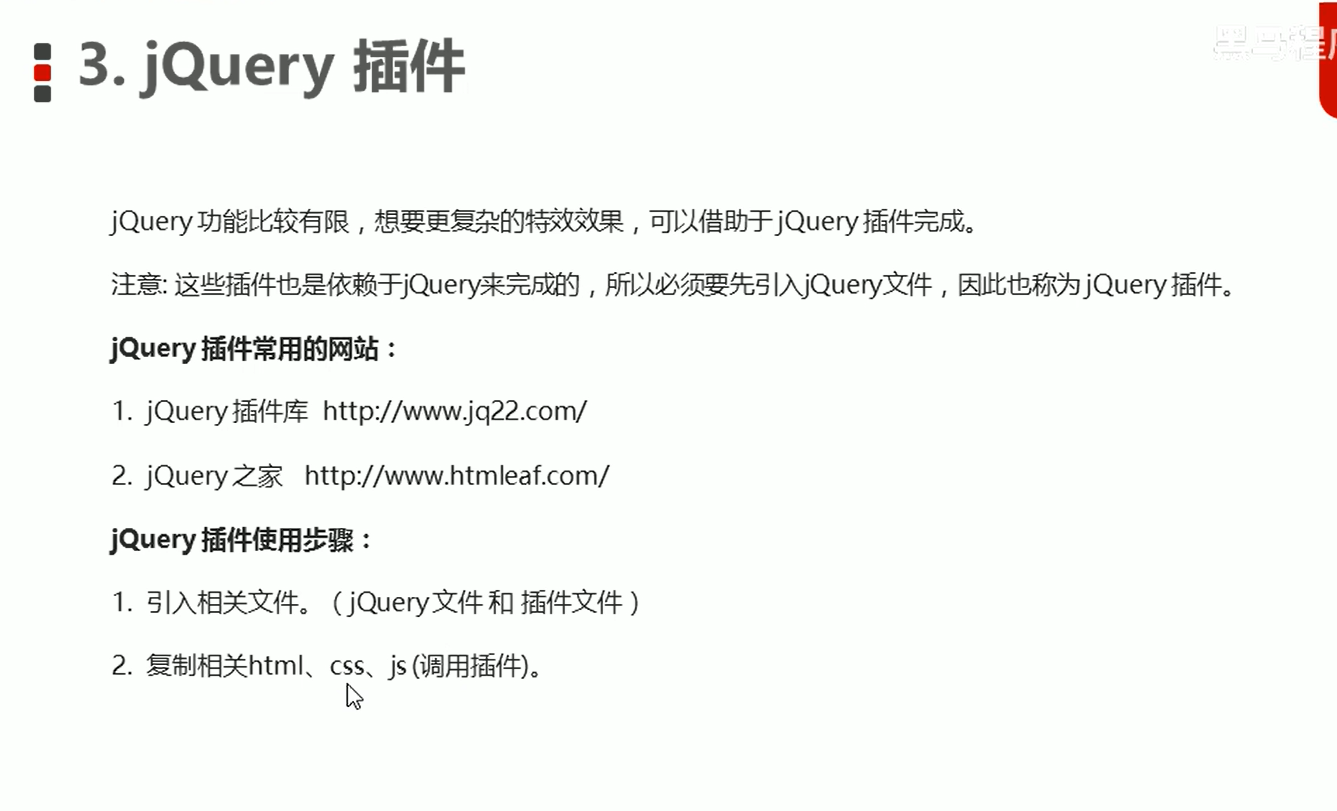 3. jQuery 插件
黑马程
jQuery 功能比较有限，想要更复杂的特效效果，可以借助于 jQuery 插件完成。
注意: 这些插件也是依赖于jQuery来完成的，所以必须要先引入jQuery文件，因此也称为 jQuery 插件。
jQuery 插件常用的网站：
1. jQuery 插件库 http://www.jq22.com/
2. jQuery 之家 http://www.htmleaf.com/
jQuery 插件使用步骤：
1. 引入相关文件。（ jQuery 文件 和 插件文件 ）
2. 复制相关html、css、js (调用插件)。